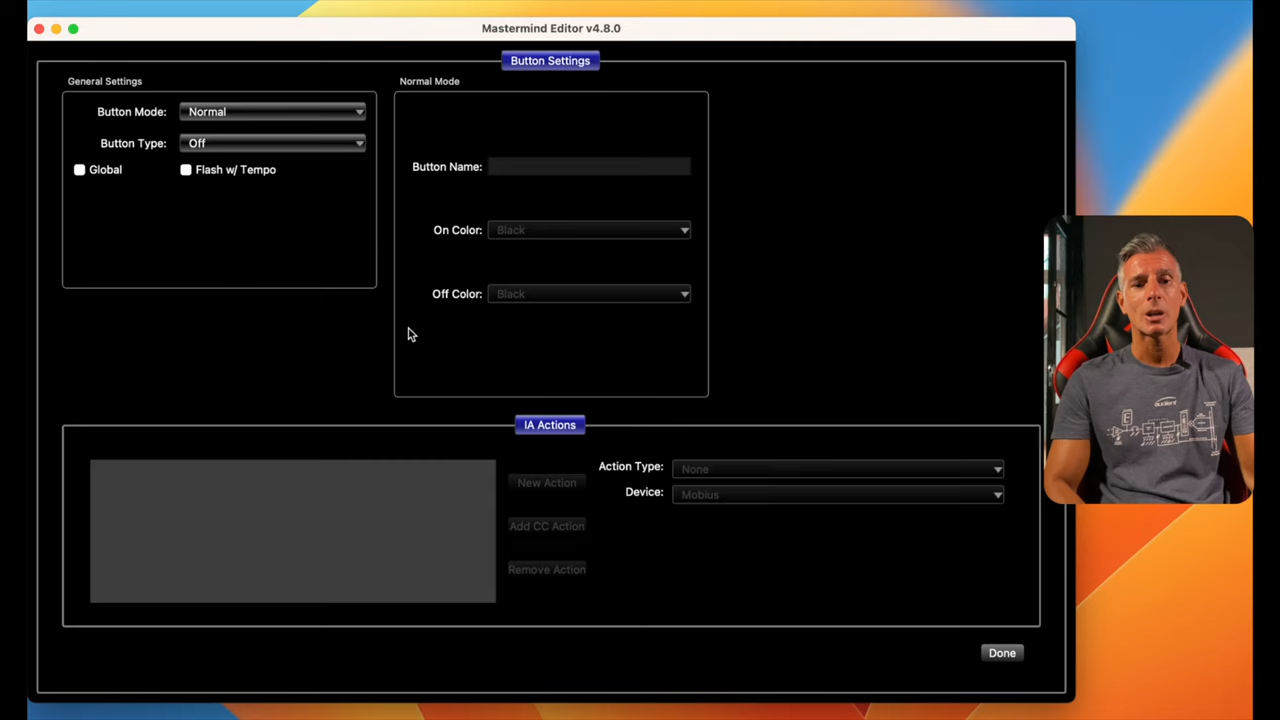 Mastermind Editor v4.8.0
Button Settings
General Settings
Normal Mode
Button Mode: Normal
Button Type: Off
Global
Flash w/ Tempo
Button Name:
On Color: Black
Off Color: Black
IA Actions
New Action
Add CC Action
Remove Action
Action Type: None
Device: Mobius
Done